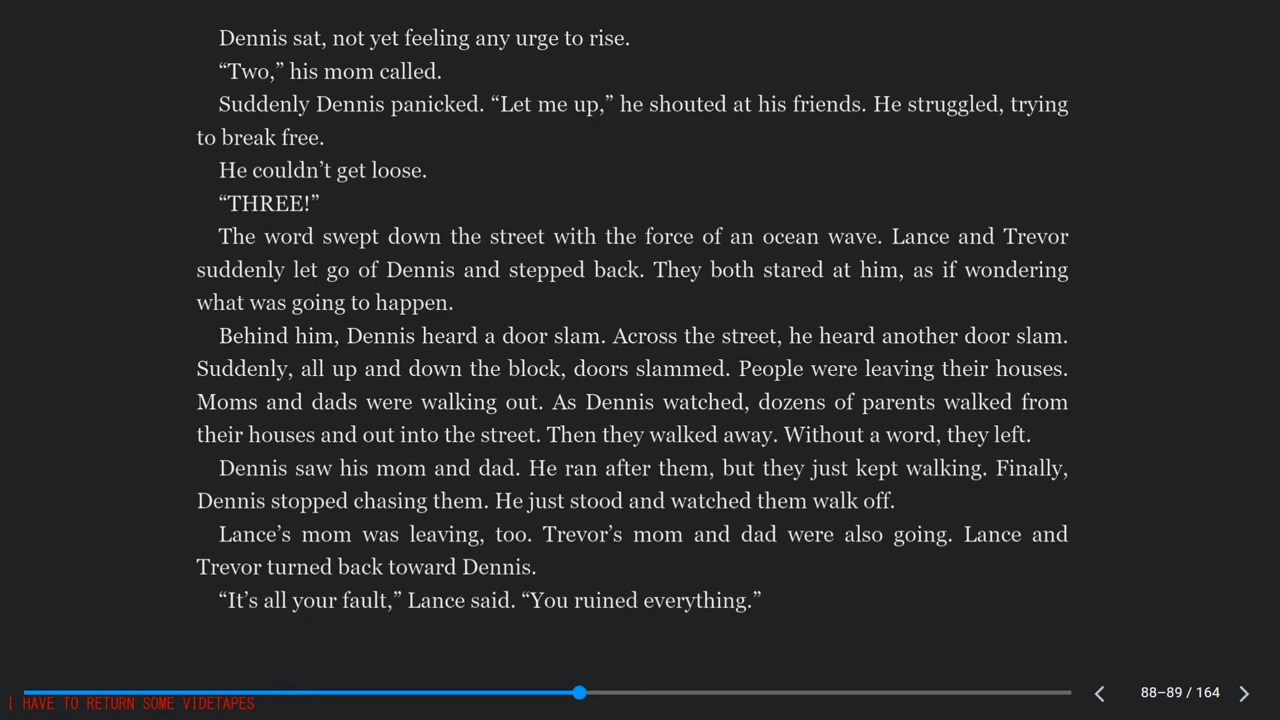 Dennis sat, not yet feeling any urge to rise.
“Two,” his mom called.
Suddenly Dennis panicked. “Let me up,” he shouted at his friends. He struggled, trying
to break free.
He couldn’t get loose.
“THREE!”
The word swept down the street with the force of an ocean wave. Lance and Trevor
suddenly let go of Dennis and stepped back. They both stared at him, as if wondering
what was going to happen.
Behind him, Dennis heard a door slam. Across the street, he heard another door slam.
Suddenly, all up and down the block, doors slammed. People were leaving their houses.
Moms and dads were walking out. As Dennis watched, dozens of parents walked from
their houses and out into the street. Then they walked away. Without a word, they left.
Dennis saw his mom and dad. He ran after them, but they just kept walking. Finally,
Dennis stopped chasing them. He just stood and watched them walk off.
Lance’s mom was leaving, too. Trevor’s mom and dad were also going. Lance and
Trevor turned back toward Dennis.
“It’s all your fault,” Lance said. “You ruined everything.”
88–89 / 164
I HAVE TO RETURN SOME VIDETAPES